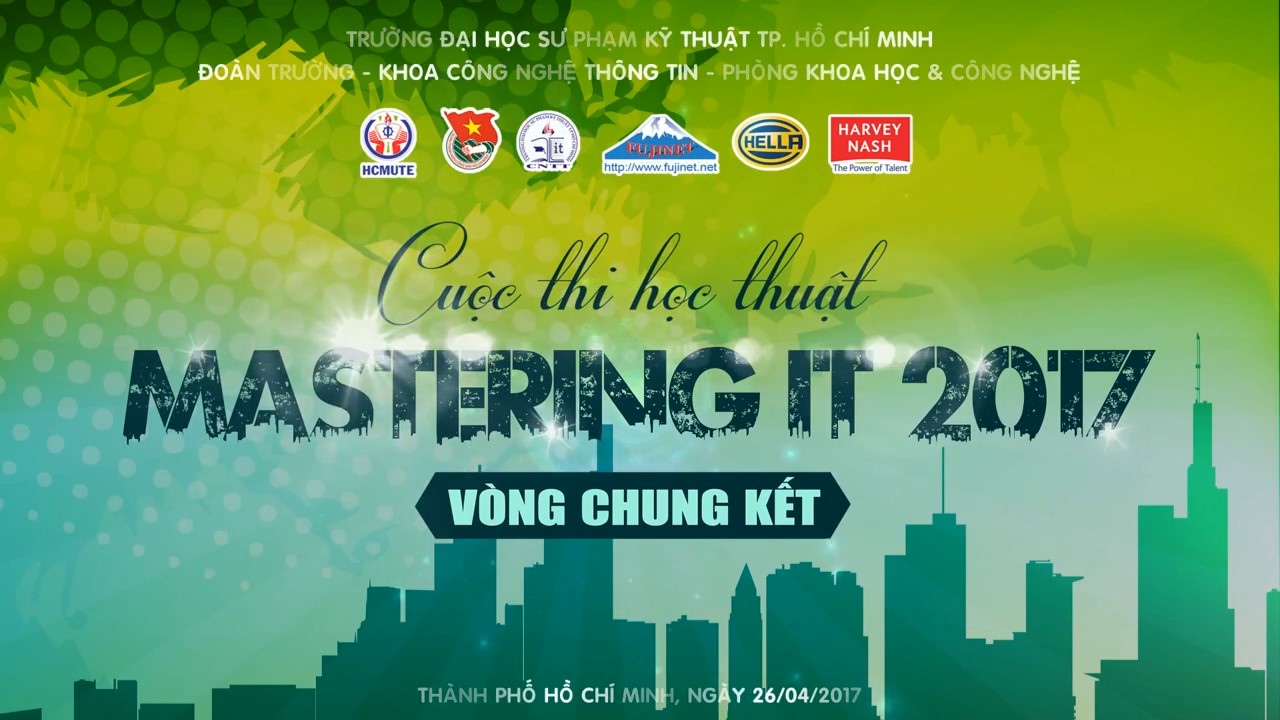 TRƯỜNG ĐẠI HỌC SƯ PHẠM KỸ THUẬT TP. HỒ CHÍ MINH
ĐOÀN TRƯỜNG - KHOA CÔNG NGHỆ THÔNG TIN - PHÒNG KHOA HỌC & CÔNG NGHỆ
HCMUTE
it
CNTT
FUJINET
http://www.fujinet.net
HELLA
HARVEY
NASH
The Power of Talent
Cuộc thi học thuật
MASTERING IT 2017
VÒNG CHUNG KẾT
THÀNH PHỐ HỒ CHÍ MINH, NGÀY 26/04/2017